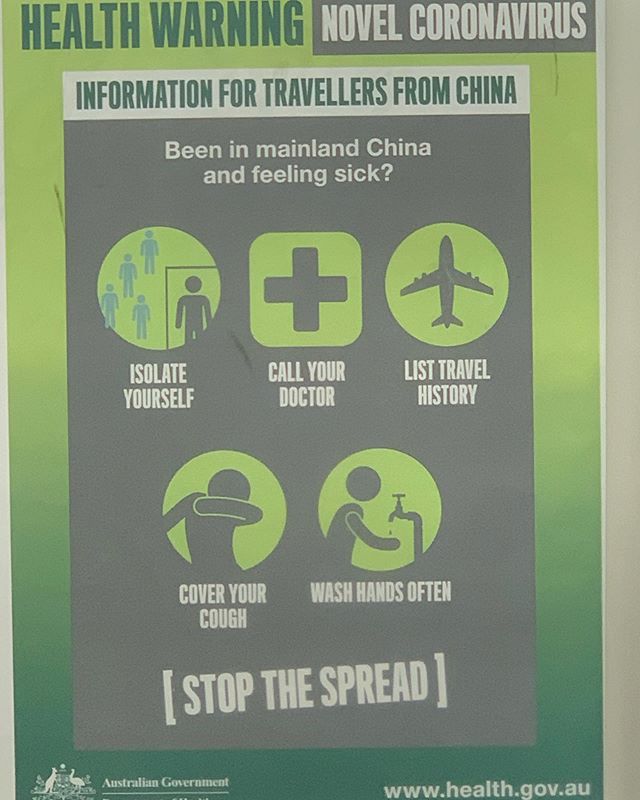 HEALTH WARNING NOVEL CORONAVIRUS
INFORMATION FOR TRAVELLERS FROM CHINA
Been in mainland China
and feeling sick?
ISOLATE
YOURSELF
CALL YOUR
DOCTOR
LIST TRAVEL
HISTORY
COVER YOUR
COUGH
WASH HANDS OFTEN
[ STOP THE SPREAD ]
Australian Government
www.health.gov.au